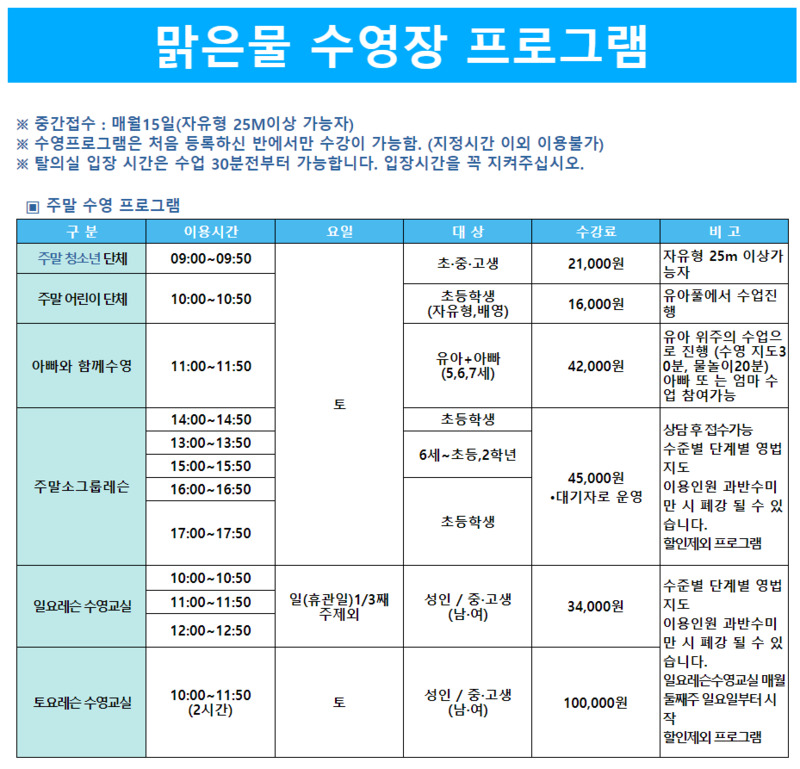 맑은물 수영장 프로그램
※ 중간접수 : 매월15일(자유형 25M이상 가능자)
※ 수영프로그램은 처음 등록하신 반에서만 수강이 가능함. (지정시간 이외 이용불가)
※ 탈의실 입장 시간은 수업 30분전부터 가능합니다. 입장시간을 꼭 지켜주십시오.
▣ 주말 수영 프로그램
구 분 이용시간 요일 대 상 수강료 비 고
주말 청소년 단체 09:00~09:50 초·중·고생 21,000원
자유형 25m 이상가
능자
주말 어린이 단체 10:00~10:50
초등학생
(자유형,배영)
16,000원
유아풀에서 수업진
행
아빠와 함께수영 11:00~11:50
유아+아빠
(5,6,7세)
42,000원
유아 위주의 수업으
로 진행 (수영 지도3
0분, 물놀이20분)
아빠 또 는 엄마 수
업 참여가능
토
주말소그룹레슨
14:00~14:50
13:00~13:50
15:00~15:50
16:00~16:50
17:00~17:50
초등학생
6세~초등,2학년
초등학생
45,000원
•대기자로 운영
상담 후 접수가능
수준별 단계별 영법
지도
이용인원 과반수미
만 시 폐강 될 수 있
습니다.
할인제외 프로그램
일요레슨 수영교실
10:00~10:50
11:00~11:50
12:00~12:50
일(휴관일)1/3째
주제외
성인 / 중·고생
(남·여)
34,000원
수준별 단계별 영법
지도
이용인원 과반수미
만 시 폐강 될 수 있
습니다.
일요레슨수영교실 매월
둘째주 일요일부터 시
작
할인제외 프로그램
토요레슨 수영교실
10:00~11:50
(2시간)
토
성인 / 중·고생
(남·여)
100,000원